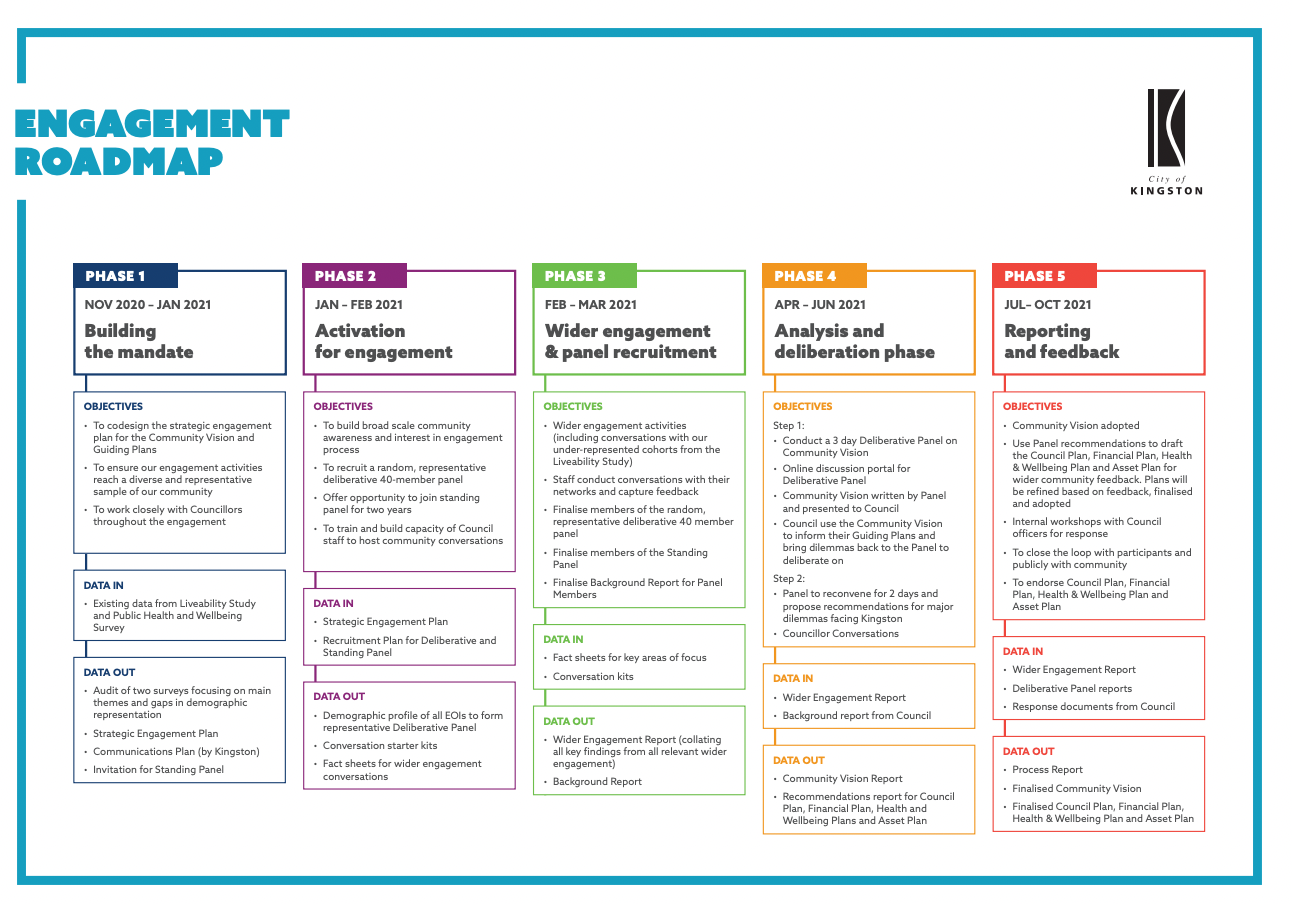 ENGAGEMENT
ROADMAP
City of
KINGSTON
PHASE 1
NOV 2020 – JAN 2021
Building
the mandate
OBJECTIVES
• To codesign the strategic engagement
plan for the Community Vision and
Guiding Plans
• To ensure our engagement activities
reach a diverse and representative
sample of our community
• To work closely with Councillors
throughout the engagement
DATA IN
• Existing data from Liveability Study
and Public Health and Wellbeing
Survey
DATA OUT
• Audit of two surveys focusing on main
themes and gaps in demographic
representation
• Strategic Engagement Plan
• Communications Plan (by Kingston)
• Invitation for Standing Panel
PHASE 2
JAN – FEB 2021
Activation
for engagement
OBJECTIVES
• To build broad scale community
awareness and interest in engagement
process
• To recruit a random, representative
deliberative 40-member panel
• Offer opportunity to join standing
panel for two years
• To train and build capacity of Council
staff to host community conversations
DATA IN
• Strategic Engagement Plan
• Recruitment Plan for Deliberative and
Standing Panel
DATA OUT
• Demographic profile of all EOIs to form
representative Deliberative Panel
• Conversation starter kits
• Fact sheets for wider engagement
conversations
PHASE 3
FEB – MAR 2021
Wider engagement
& panel recruitment
OBJECTIVES
• Wider engagement activities
(including conversations with our
under-represented cohorts from the
Liveability Study)
• Staff conduct conversations with their
networks and capture feedback
• Finalise members of the random,
representative deliberative 40 member
panel
• Finalise members of the Standing
Panel
• Finalise Background Report for Panel
Members
DATA IN
• Fact sheets for key areas of focus
• Conversation kits
DATA OUT
• Wider Engagement Report (collating
all key findings from all relevant wider
engagement)
• Background Report
PHASE 4
APR – JUN 2021
Analysis and
deliberation phase
OBJECTIVES
Step 1:
• Conduct a 3 day Deliberative Panel on
Community Vision
• Online discussion portal for
Deliberative Panel
• Community Vision written by Panel
and presented to Council
• Council use the Community Vision
to inform their Guiding Plans and
bring dilemmas back to the Panel to
deliberate on
Step 2:
• Panel to reconvene for 2 days and
propose recommendations for major
dilemmas facing Kingston
• Councillor Conversations
DATA IN
• Wider Engagement Report
• Background report from Council
DATA OUT
• Community Vision Report
• Recommendations report for Council
Plan, Financial Plan, Health and
Wellbeing Plans and Asset Plan
PHASE 5
JUL– OCT 2021
Reporting
and feedback
OBJECTIVES
• Community Vision adopted
• Use Panel recommendations to draft
the Council Plan, Financial Plan, Health
& Wellbeing Plan and Asset Plan for
wider community feedback. Plans will
be refined based on feedback, finalised
and adopted
• Internal workshops with Council
officers for response
• To close the loop with participants and
publicly with community
• To endorse Council Plan, Financial
Plan, Health & Wellbeing Plan and
Asset Plan
DATA IN
• Wider Engagement Report
• Deliberative Panel reports
• Response documents from Council
DATA OUT
• Process Report
• Finalised Community Vision
• Finalised Council Plan, Financial Plan,
Health & Wellbeing Plan and Asset Plan